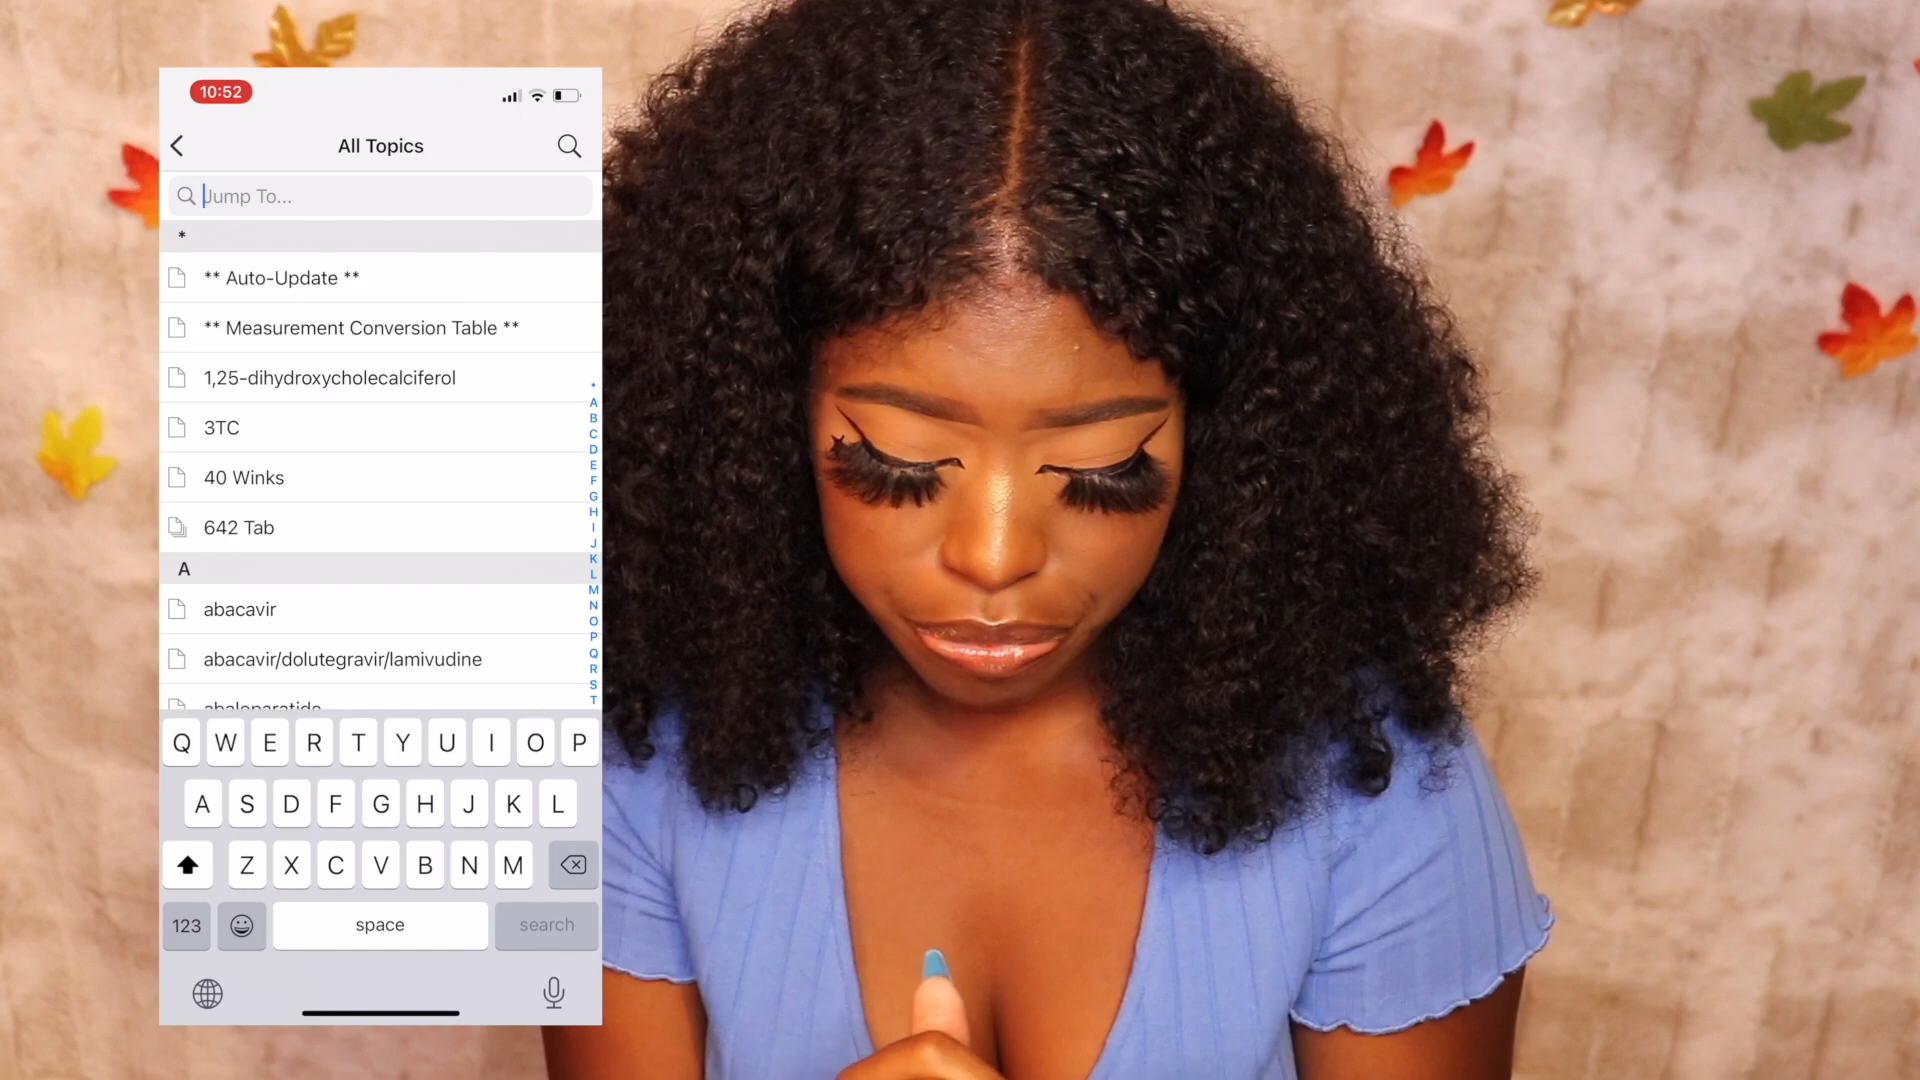 10:52
All Topics
Jump To...
*
** Auto-Update **
** Measurement Conversion Table **
1,25-dihydroxycholecalciferol
3TC
40 Winks
642 Tab
A
abacavir
abacavir/dolutegravir/lamivudine
abaloparatide
*
A
B
C
D
E
F
G
H
I
J
K
L
M
N
O
P
Q
R
S
T
Q W E R T Y U I O P
A S D F G H J K L
Z X C V B N M
123 space search